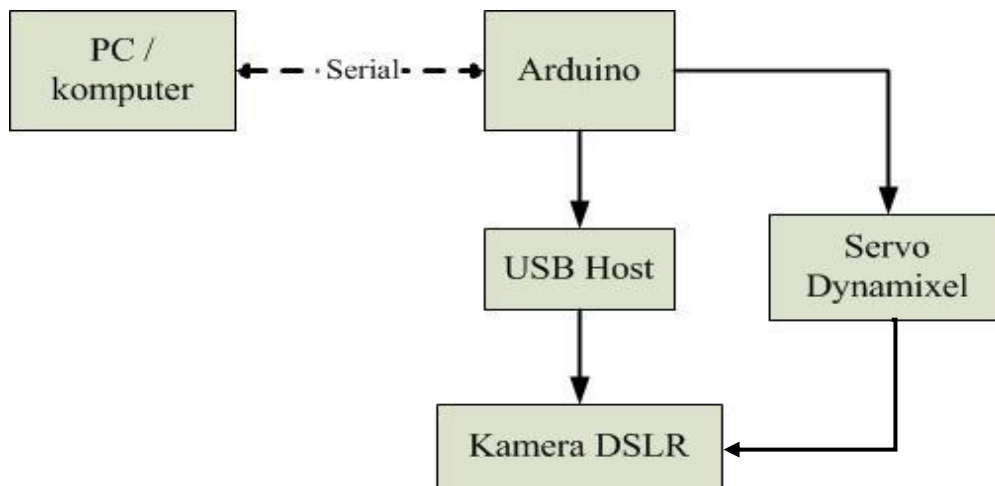 PC /
komputer
Serial
Arduino
USB Host
Servo
Dynamixel
Kamera DSLR